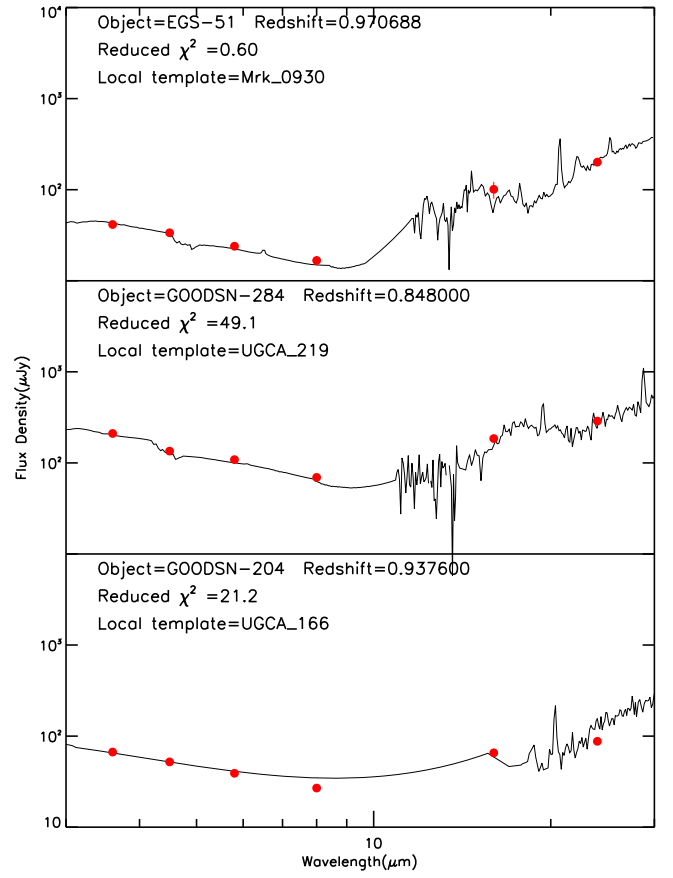 10⁴
Object=EGS-51 Redshift=0.970688
Reduced χ² =0.60
Local template=Mrk_0930
10³
10²
Object=GOODSN-284 Redshift=0.848000
Reduced χ² =49.1
Local template=UGCA_219
10³
10²
Flux Density(μJy)
Object=GOODSN-204 Redshift=0.937600
Reduced χ² =21.2
Local template=UGCA_166
10³
10²
10
10
Wavelength(μm)